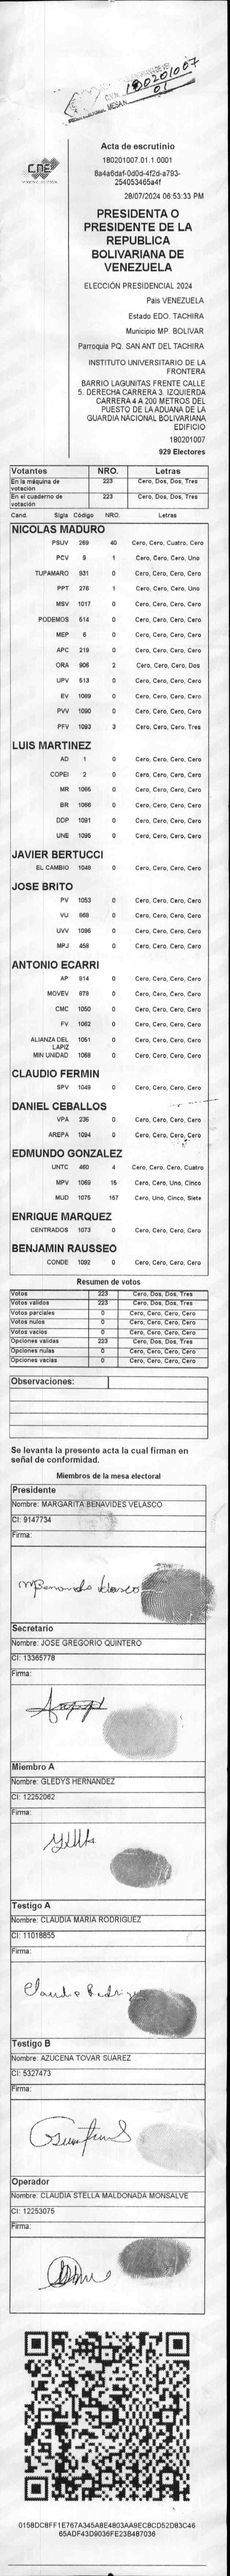 180201007
01
MESA N
CNE
Acta de escrutinio
180201007.01.1.0001
8a4a6daf-0d0d-4f2d-a793-
254053465a4f
28/07/2024 06:53:33 PM
PRESIDENTA O
PRESIDENTE DE LA
REPUBLICA
BOLIVARIANA DE
VENEZUELA
ELECCIÓN PRESIDENCIAL 2024
País VENEZUELA
Estado EDO. TACHIRA
Municipio MP. BOLIVAR
Parroquia PQ. SAN ANT DEL TACHIRA
INSTITUTO UNIVERSITARIO DE LA
FRONTERA
BARRIO LAGUNITAS FRENTE CALLE
5. DERECHA CARRERA 3. IZQUIERDA
CARRERA 4 A 200 METROS DEL
PUESTO DE LA ADUANA DE LA
GUARDIA NACIONAL BOLIVARIANA
EDIFICIO
180201007
929 Electores
Votantes NRO. Letras
En la máquina de votación 223 Cero, Dos, Dos, Tres
En el cuaderno de votación 223 Cero, Dos, Dos, Tres
Cand. Sigla Código NRO. Letras
NICOLAS MADURO
PSUV 269 40 Cero, Cero, Cuatro, Cero
PCV 9 1 Cero, Cero, Cero, Uno
TUPAMARO 931 0 Cero, Cero, Cero, Cero
PPT 276 1 Cero, Cero, Cero, Uno
MSV 1017 0 Cero, Cero, Cero, Cero
PODEMOS 514 0 Cero, Cero, Cero, Cero
MEP 6 0 Cero, Cero, Cero, Cero
APC 219 0 Cero, Cero, Cero, Cero
ORA 906 2 Cero, Cero, Cero, Dos
UPV 513 0 Cero, Cero, Cero, Cero
EV 1089 0 Cero, Cero, Cero, Cero
PVV 1090 0 Cero, Cero, Cero, Cero
PFV 1093 3 Cero, Cero, Cero, Tres
LUIS MARTINEZ
AD 1 0 Cero, Cero, Cero, Cero
COPEI 2 0 Cero, Cero, Cero, Cero
MR 1065 0 Cero, Cero, Cero, Cero
BR 1066 0 Cero, Cero, Cero, Cero
DDP 1091 0 Cero, Cero, Cero, Cero
UNE 1095 0 Cero, Cero, Cero, Cero
JAVIER BERTUCCI
EL CAMBIO 1048 0 Cero, Cero, Cero, Cero
JOSE BRITO
PV 1053 0 Cero, Cero, Cero, Cero
VU 868 0 Cero, Cero, Cero, Cero
UVV 1096 0 Cero, Cero, Cero, Cero
MPJ 458 0 Cero, Cero, Cero, Cero
ANTONIO ECARRI
AP 814 0 Cero, Cero, Cero, Cero
MOVEV 878 0 Cero, Cero, Cero, Cero
CMC 1050 0 Cero, Cero, Cero, Cero
FV 1062 0 Cero, Cero, Cero, Cero
ALIANZA DEL LAPIZ 1051 0 Cero, Cero, Cero, Cero
MIN UNIDAD 1068 0 Cero, Cero, Cero, Cero
CLAUDIO FERMIN
SPV 1049 0 Cero, Cero, Cero, Cero
DANIEL CEBALLOS
VPA 236 0 Cero, Cero, Cero, Cero
AREPA 1094 0 Cero, Cero, Cero, Cero
EDMUNDO GONZALEZ
UNTC 460 4 Cero, Cero, Cero, Cuatro
MPV 1069 15 Cero, Cero, Uno, Cinco
MUD 1075 157 Cero, Uno, Cinco, Siete
ENRIQUE MARQUEZ
CENTRADOS 1073 0 Cero, Cero, Cero, Cero
BENJAMIN RAUSSEO
CONDE 1092 0 Cero, Cero, Cero, Cero
Resumen de votos
Votos 223 Cero, Dos, Dos, Tres
Votos validos 223 Cero, Dos, Dos, Tres
Votos parciales 0 Cero, Cero, Cero, Cero
Votos nulos 0 Cero, Cero, Cero, Cero
Votos vacios 0 Cero, Cero, Cero, Cero
Opciones validas 223 Cero, Dos, Dos, Tres
Opciones nulas 0 Cero, Cero, Cero, Cero
Opciones vacias 0 Cero, Cero, Cero, Cero
Observaciones:
Se levanta la presente acta la cual firman en
señal de conformidad.
Miembros de la mesa electoral
Presidente
Nombre: MARGARITA BENAVIDES VELASCO
CI: 9147734
Firma:
Secretario
Nombre: JOSE GREGORIO QUINTERO
CI: 13365778
Firma:
Miembro A
Nombre: GLEDYS HERNANDEZ
CI: 12252062
Firma:
Testigo A
Nombre: CLAUDIA MARIA RODRIGUEZ
CI: 11018855
Firma:
Testigo B
Nombre: AZUCENA TOVAR SUAREZ
CI: 5327473
Firma:
Operador
Nombre: CLAUDIA STELLA MALDONADA MONSALVE
CI: 12253075
Firma:
0158DC8FF1E767A345A8E4803AA9EC8CD52D83C46
65ADF43D9036FE23B487036